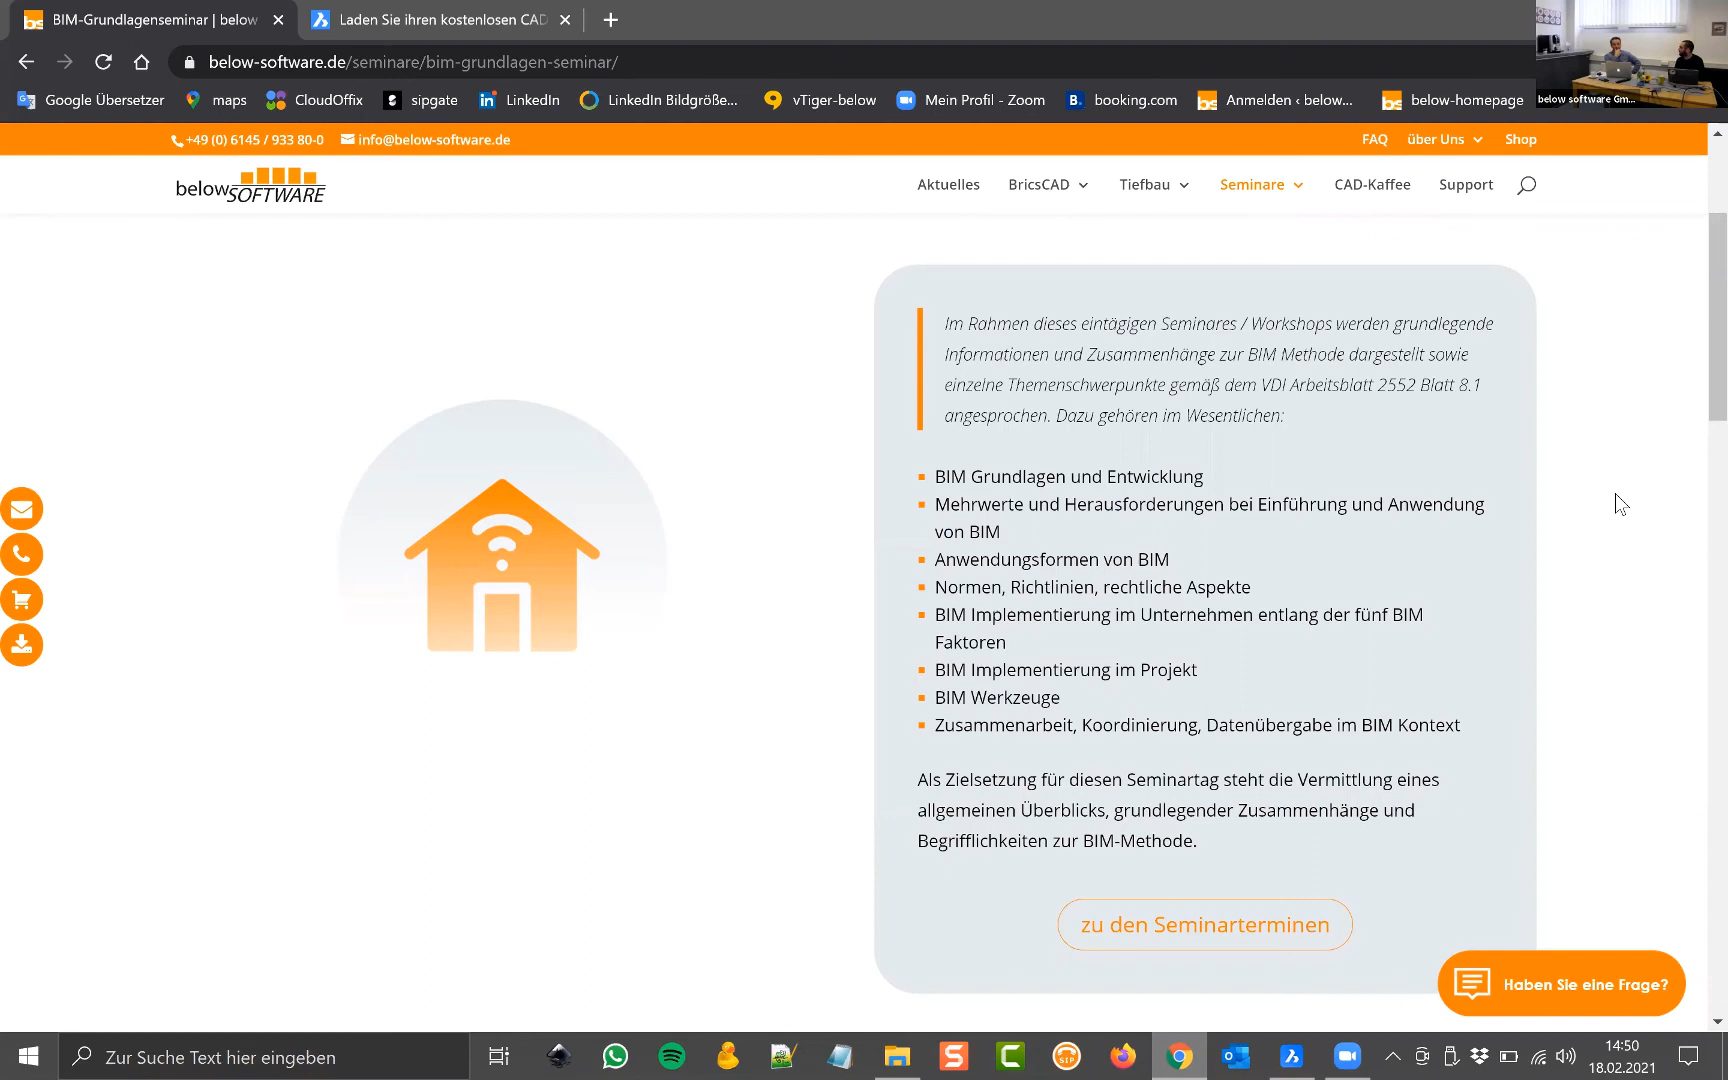 BIM-Grundlagenseminar | below
Laden Sie ihren kostenlosen CAD
below-software.de/seminare/bim-grundlagen-seminar/
Google Übersetzer
maps
CloudOffix
sipgate
LinkedIn
LinkedIn Bildgröße...
vTiger-below
Mein Profil - Zoom
booking.com
Anmelden ‹ below...
below-homepage
below software Gm...
+49 (0) 6145 / 933 80-0
info@below-software.de
FAQ
über Uns
Shop
below SOFTWARE
Aktuelles
BricsCAD
Tiefbau
Seminare
CAD-Kaffee
Support
Im Rahmen dieses eintägigen Seminares / Workshops werden grundlegende
Informationen und Zusammenhänge zur BIM Methode dargestellt sowie
einzelne Themenschwerpunkte gemäß dem VDI Arbeitsblatt 2552 Blatt 8.1
angesprochen. Dazu gehören im Wesentlichen:
BIM Grundlagen und Entwicklung
Mehrwerte und Herausforderungen bei Einführung und Anwendung
von BIM
Anwendungsformen von BIM
Normen, Richtlinien, rechtliche Aspekte
BIM Implementierung im Unternehmen entlang der fünf BIM
Faktoren
BIM Implementierung im Projekt
BIM Werkzeuge
Zusammenarbeit, Koordinierung, Datenübergabe im BIM Kontext
Als Zielsetzung für diesen Seminartag steht die Vermittlung eines
allgemeinen Überblicks, grundlegender Zusammenhänge und
Begrifflichkeiten zur BIM-Methode.
zu den Seminarterminen
Haben Sie eine Frage?
Zur Suche Text hier eingeben
14:50
18.02.2021